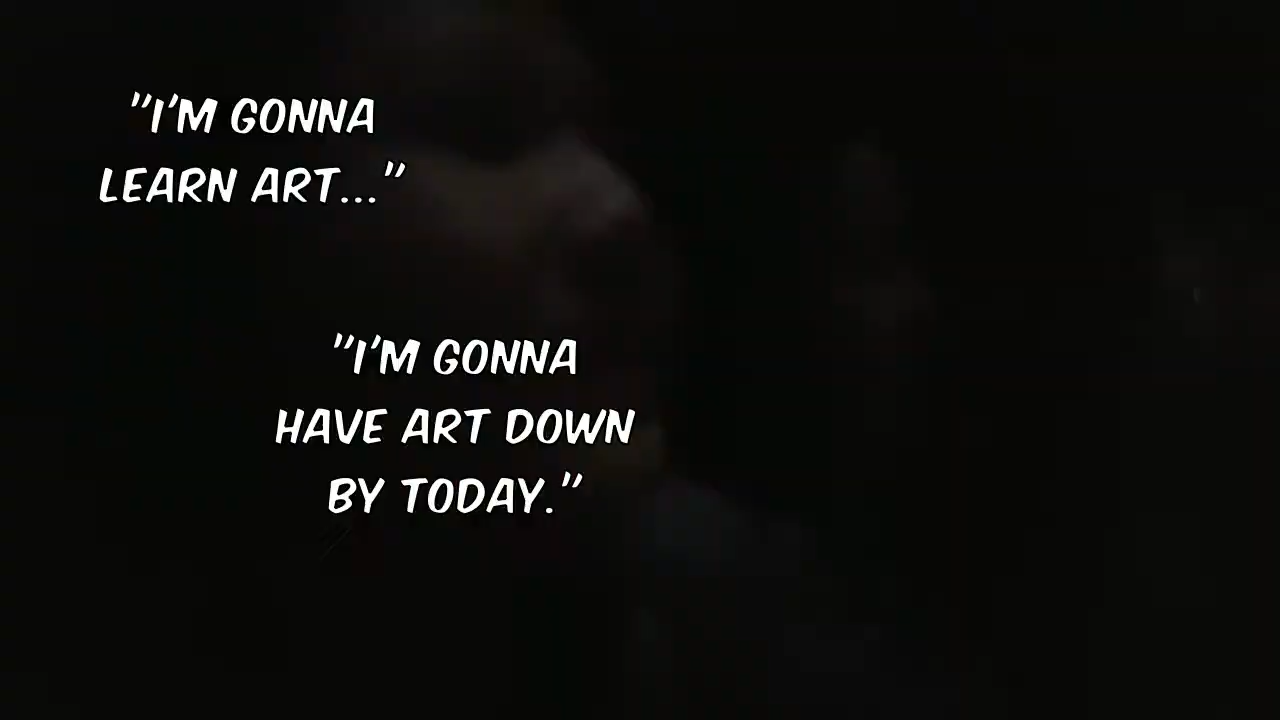 "I'M GONNA
LEARN ART..."
"I'M GONNA
HAVE ART DOWN
BY TODAY."